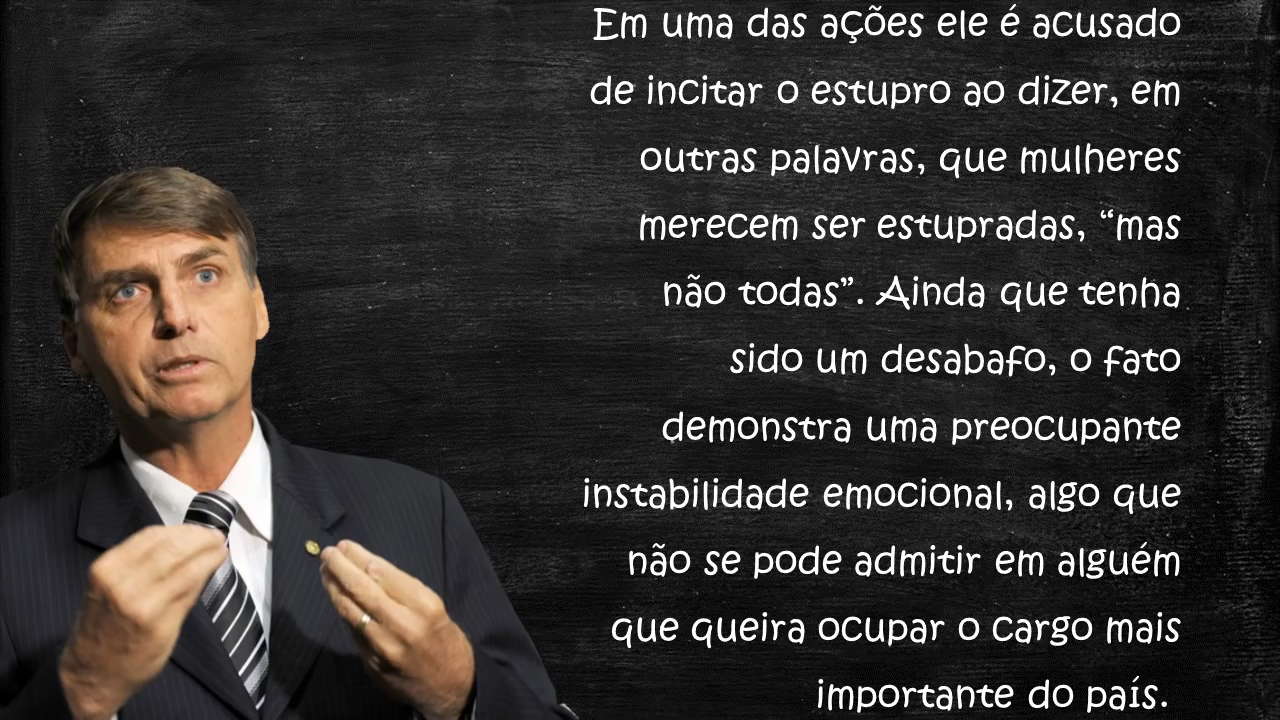 Em uma das ações ele é acusado
de incitar o estupro ao dizer, em
outras palavras, que mulheres
merecem ser estupradas, “mas
não todas”. Ainda que tenha
sido um desabafo, o fato
demonstra uma preocupante
instabilidade emocional, algo que
não se pode admitir em alguém
que queira ocupar o cargo mais
importante do país.